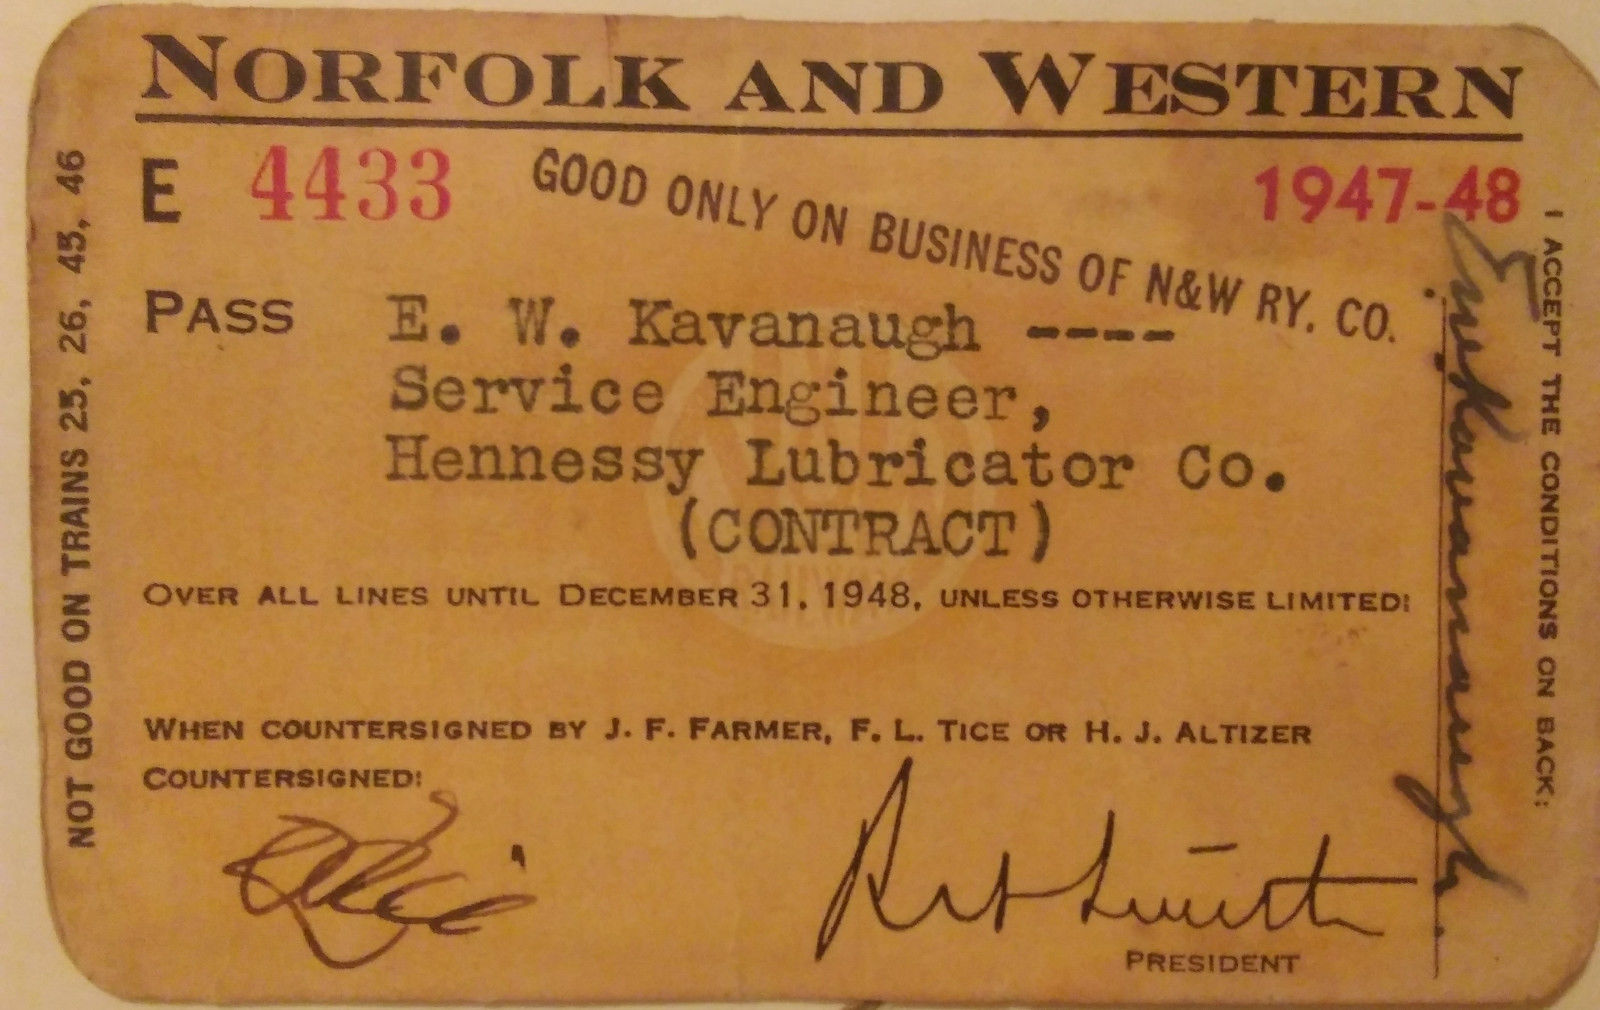 NORFOLK AND WESTERN
E 4433 GOOD ONLY ON BUSINESS OF N&W RY. CO. 1947-48
PASS E. W. Kavanaugh ----
Service Engineer,
Hennessy Lubricator Co.
(CONTRACT)
OVER ALL LINES UNTIL DECEMBER 31, 1948, UNLESS OTHERWISE LIMITED:
WHEN COUNTERSIGNED BY J. F. FARMER, F. L. TICE OR H. J. ALTIZER
COUNTERSIGNED:
PRESIDENT
NOT GOOD ON TRAINS 25, 26, 45, 46
I ACCEPT THE CONDITIONS ON BACK:
E. W. Kavanaugh